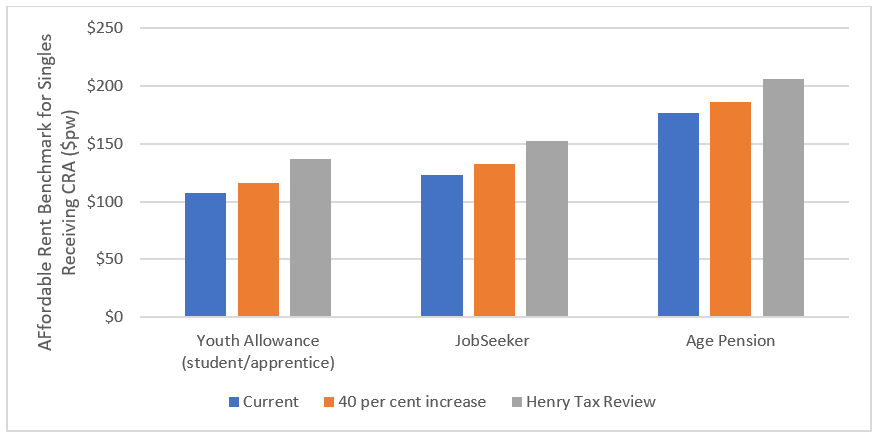 AFfordable Rent Benchmark for Singles
Receiving CRA ($pw)
$250
$200
$150
$100
$50
$0
Youth Allowance
(student/apprentice)
JobSeeker
Age Pension
Current
40 per cent increase
Henry Tax Review